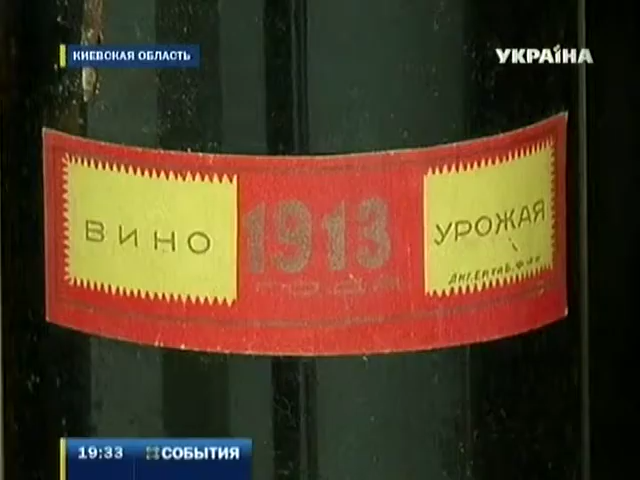 КИЕВСКАЯ ОБЛАСТЬ
УКРАЇНА
ВИНО
1913
ГОДА
УРОЖАЯ
19:33 СОБЫТИЯ